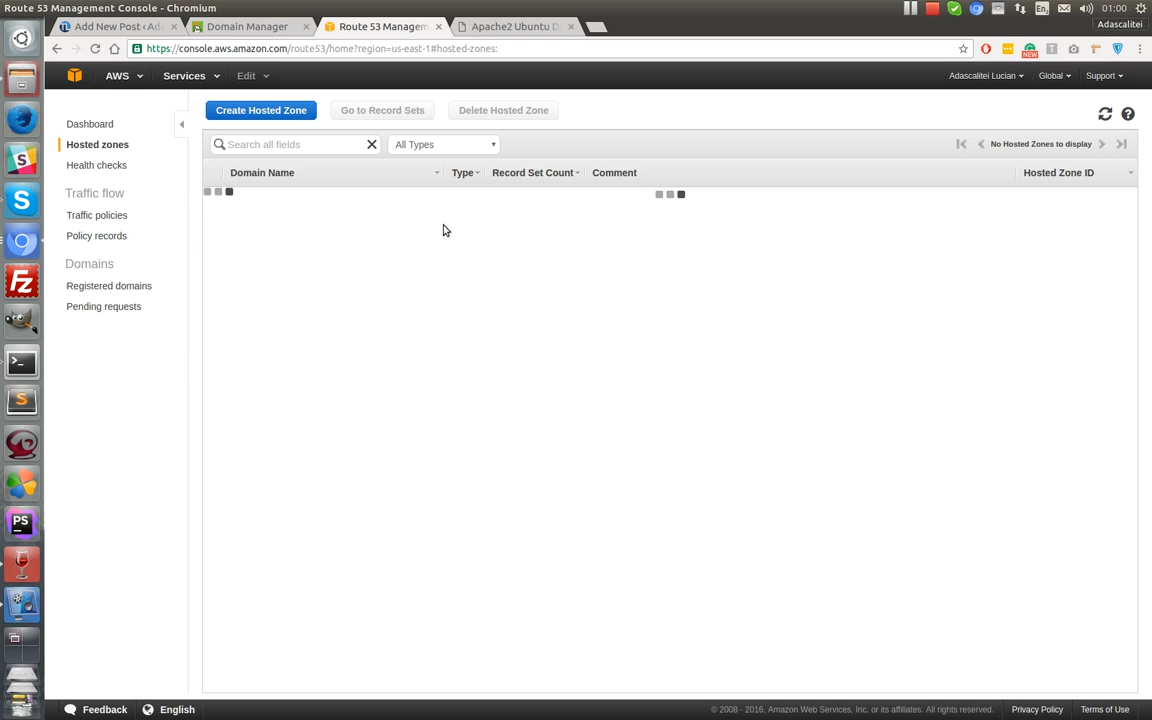 Route 53 Management Console - Chromium
01:00
Adascalitei
Add New Post ‹ Ada
Domain Manager
Route 53 Managem
Apache2 Ubuntu D
https://console.aws.amazon.com/route53/home?region=us-east-1#hosted-zones:
NEW
AWS
Services
Edit
Adascalitei Lucian
Global
Support
Dashboard
Hosted zones
Health checks
Traffic flow
Traffic policies
Policy records
Domains
Registered domains
Pending requests
Create Hosted Zone
Go to Record Sets
Delete Hosted Zone
Search all fields
All Types
No Hosted Zones to display
Domain Name
Type
Record Set Count
Comment
Hosted Zone ID
Feedback
English
© 2008 - 2016, Amazon Web Services, Inc. or its affiliates. All rights reserved.
Privacy Policy
Terms of Use